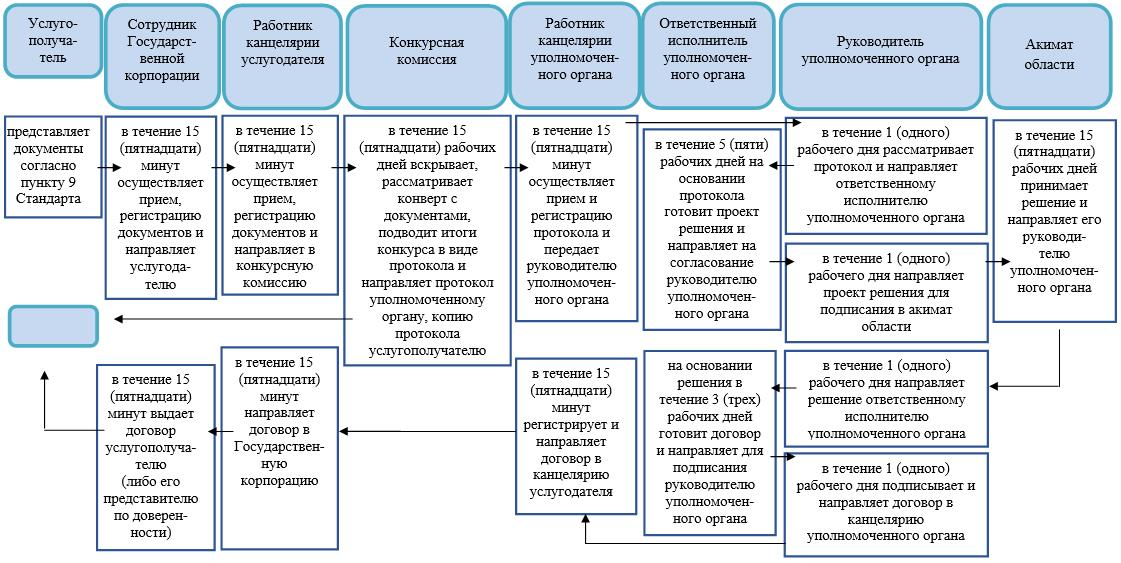 Услуго-
получа-
тель
Сотрудник
Государст-
венной
корпорации
Работник
канцелярии
услугодателя
Конкурсная
комиссия
Работник
канцелярии
уполномочен-
ного органа
Ответственный
исполнитель
уполномочен-
ного органа
Руководитель
уполномоченного органа
Акимат
области
представляет
документы
согласно
пункту 9
Стандарта
в течение 15
(пятнадцати)
минут
осуществляет
прием,
регистрацию
документов и
направляет
услугода-
телю
в течение 15
(пятнадцати)
минут
осуществляет
прием,
регистрацию
документов и
направляет в
конкурсную
комиссию
в течение 15
(пятнадцати) рабочих
дней вскрывает,
рассматривает
конверт с
документами,
подводит итоги
конкурса в виде
протокола и
направляет протокол
уполномоченному
органу, копию
протокола
услугополучателю
в течение 15
(пятнадцати)
минут
осуществляет
прием и
регистрацию
протокола и
передает
руководителю
уполномочен-
ного органа
в течение 5 (пяти)
рабочих дней на
основании
протокола
готовит проект
решения и
направляет на
согласование
руководителю
уполномочен-
ного органа
в течение 1 (одного)
рабочего дня рассматривает
протокол и направляет
ответственному
исполнителю
уполномоченного органа
в течение 1 (одного)
рабочего дня направляет
проект решения для
подписания в акимат
области
в течение 15
(пятнадцати)
рабочих дней
принимает
решение и
направляет его
руководи-
телю
уполномочен-
ного органа
в течение 15
(пятнадцати)
минут выдает
договор
услугополуча-
телю
(либо его
представителю
по доверен-
ности)
в течение 15
(пятнадцати)
минут
направляет
договор в
Государствен-
ную
корпорацию
в течение 15
(пятнадцати)
минут
регистрирует и
направляет
договор в
канцелярию
услугодателя
на основании
решения в
течение 3 (трех)
рабочих дней
готовит договор
и направляет для
подписания
руководителю
уполномочен-
ного органа
в течение 1 (одного)
рабочего дня направляет
решение ответственному
исполнителю
уполномоченного органа
в течение 1 (одного)
рабочего дня подписывает и
направляет договор в
канцелярию
уполномоченного органа